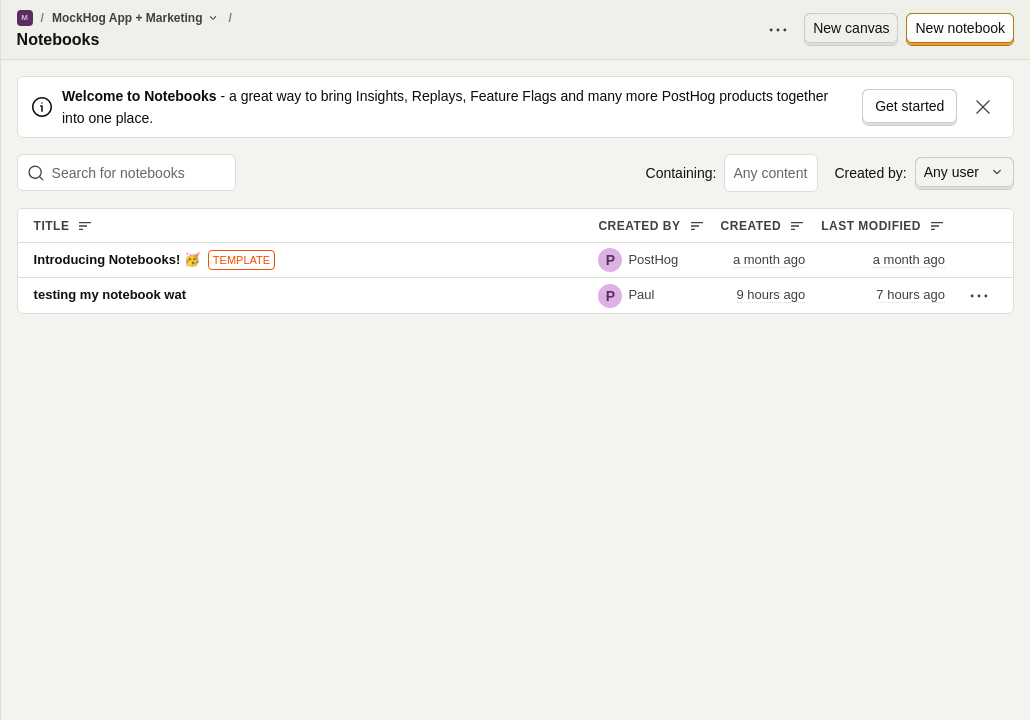 M / MockHog App + Marketing /
Notebooks
New canvas
New notebook
Welcome to Notebooks - a great way to bring Insights, Replays, Feature Flags and many more PostHog products together
into one place.
Get started
Search for notebooks
Containing: Any content
Created by: Any user
TITLE CREATED BY CREATED LAST MODIFIED
Introducing Notebooks! 🥳 TEMPLATE P PostHog a month ago a month ago
testing my notebook wat P Paul 9 hours ago 7 hours ago